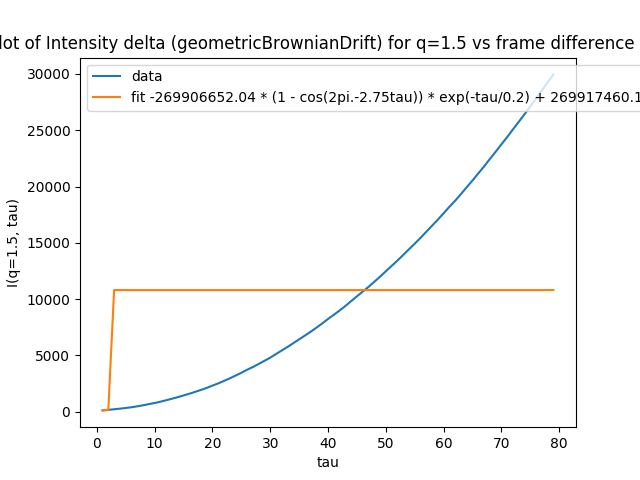 lot of Intensity delta (geometricBrownianDrift) for q=1.5 vs frame difference
data
fit -269906652.04 * (1 - cos(2pi.-2.75tau)) * exp(-tau/0.2) + 269917460.1
I(q=1.5, tau)
30000
25000
20000
15000
10000
5000
0
0 10 20 30 40 50 60 70 80
tau